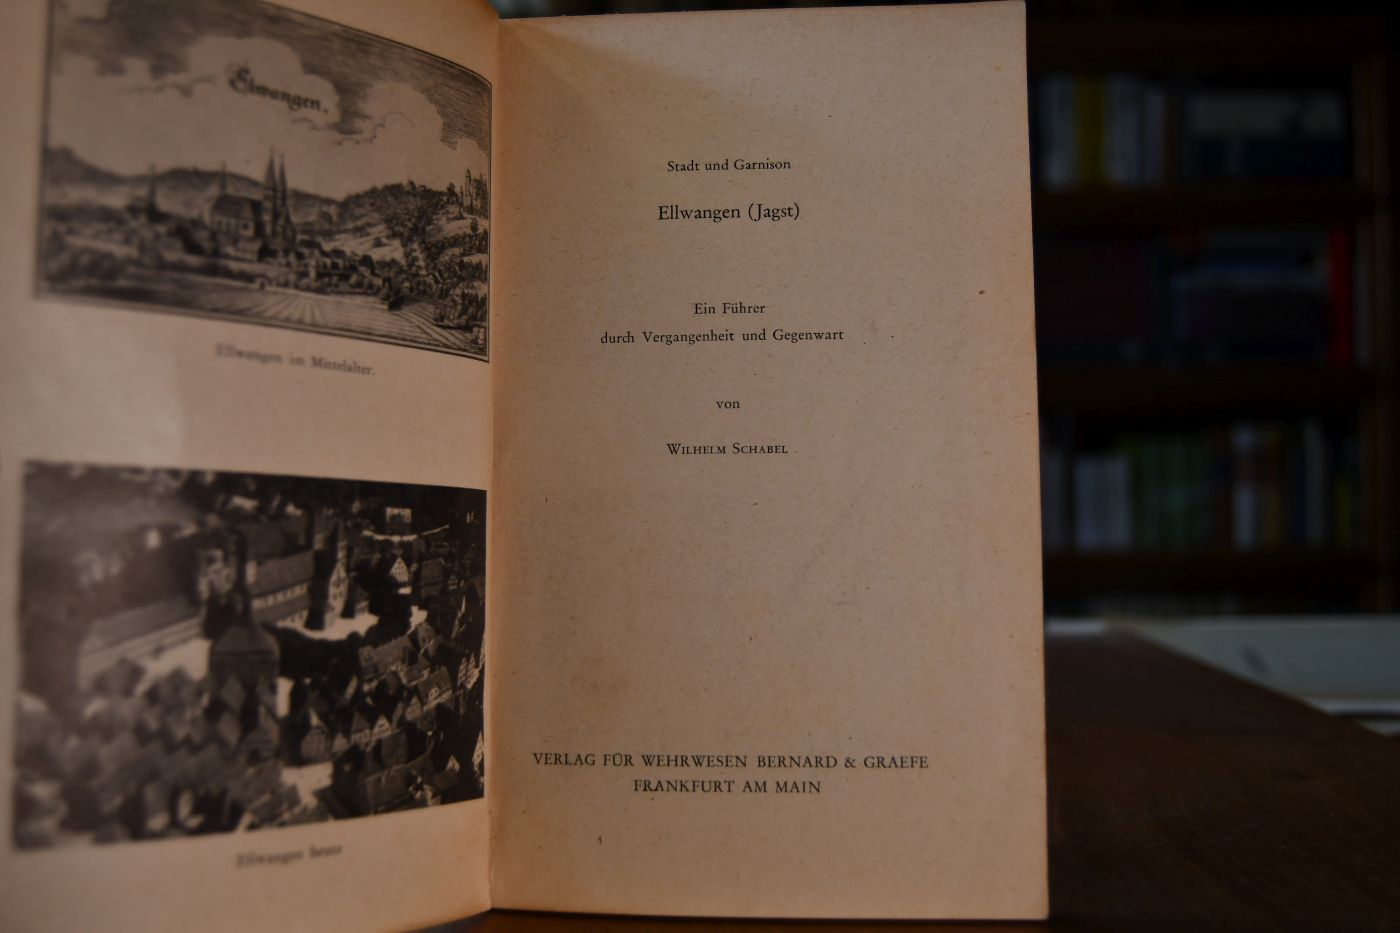 Ellwangen.
Ellwangen im Mittelalter.
Ellwangen heute
Stadt und Garnison
Ellwangen (Jagst)
Ein Führer
durch Vergangenheit und Gegenwart
von
WILHELM SCHABEL
VERLAG FÜR WEHRWESEN BERNARD & GRAEFE
FRANKFURT AM MAIN